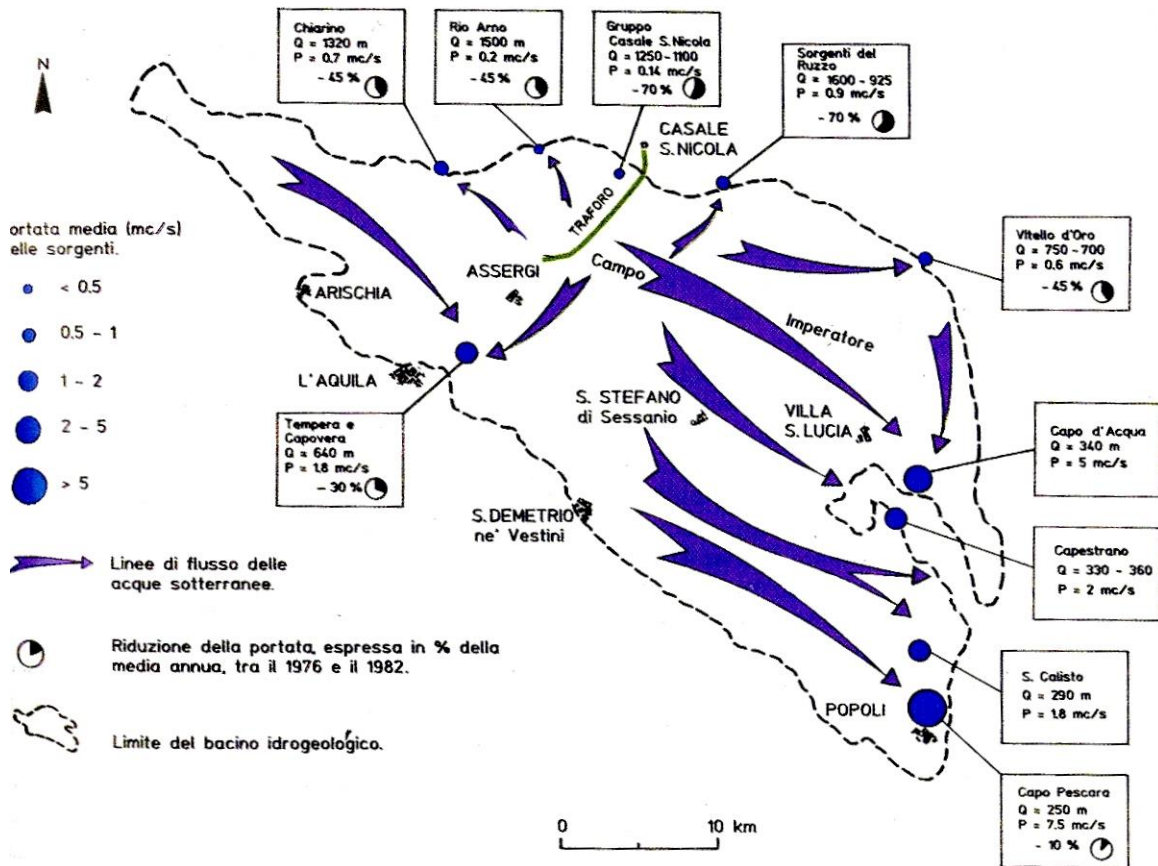 Chiarino
Q = 1320 m
P = 0.7 mc/s
- 45 %
Rio Arno
Q = 1500 m
P = 0.2 mc/s
- 45 %
Gruppo
Casale S.Nicola
Q = 1250-1100
P = 0.14 mc/s
- 70 %
Sorgenti del
Ruzzo
Q = 1600 - 925
P = 0.9 mc/s
- 70 %
N
CASALE
S.NICOLA
TRAFORO
ASSERGI
Campo
Imperatore
ARISCHIA
L'AQUILA
Vitello d'Oro
Q = 750-700
P = 0.6 mc/s
- 45 %
ortata media (mc/s)
elle sorgenti.
< 0.5
0.5 - 1
1 - 2
2 - 5
> 5
S. STEFANO
di Sessanio
VILLA
S. LUCIA
Tempera e
Capovera
Q = 640 m
P = 1.8 mc/s
- 30 %
Capo d'Acqua
Q = 340 m
P = 5 mc/s
S. DEMETRIO
ne' Vestini
Capestrano
Q = 330 - 360
P = 2 mc/s
Linee di flusso delle
acque sotterranee.
Riduzione della portata, espressa in % della
media annua, tra il 1976 e il 1982.
S. Calisto
Q = 290 m
P = 1.8 mc/s
Limite del bacino idrogeologico.
POPOLI
Capo Pescara
Q = 250 m
P = 7.5 mc/s
- 10 %
0 10 km